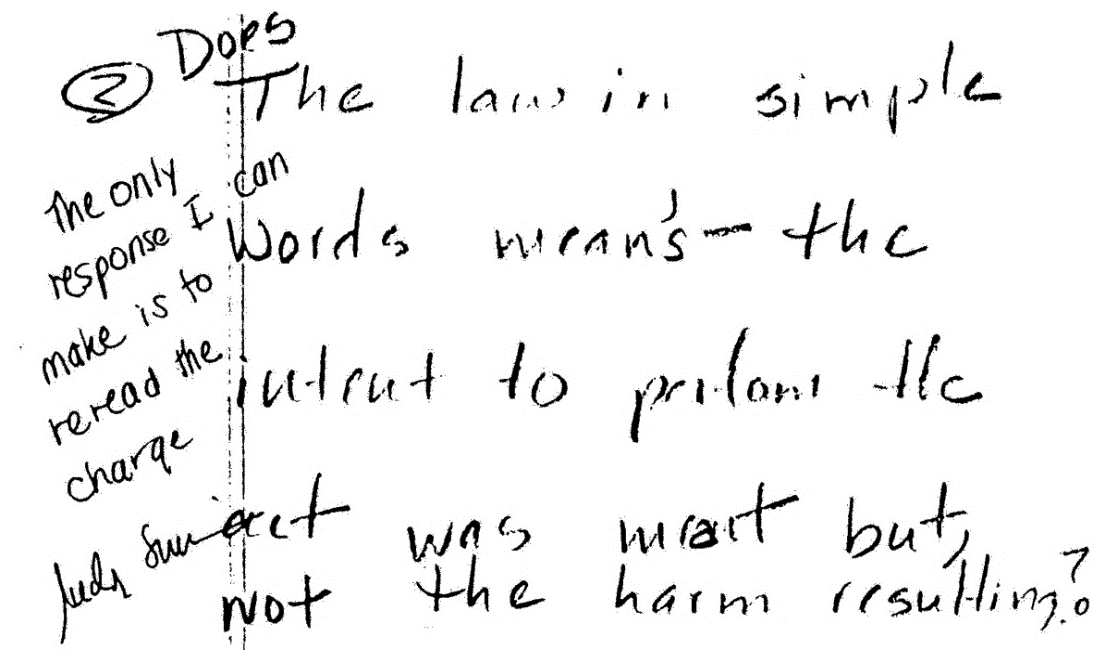 ② Does
The law in simple
words mean's - the
intent to preform the
act was meant but,
not the harm resulting?
The only
response I can
make is to
reread the
charge